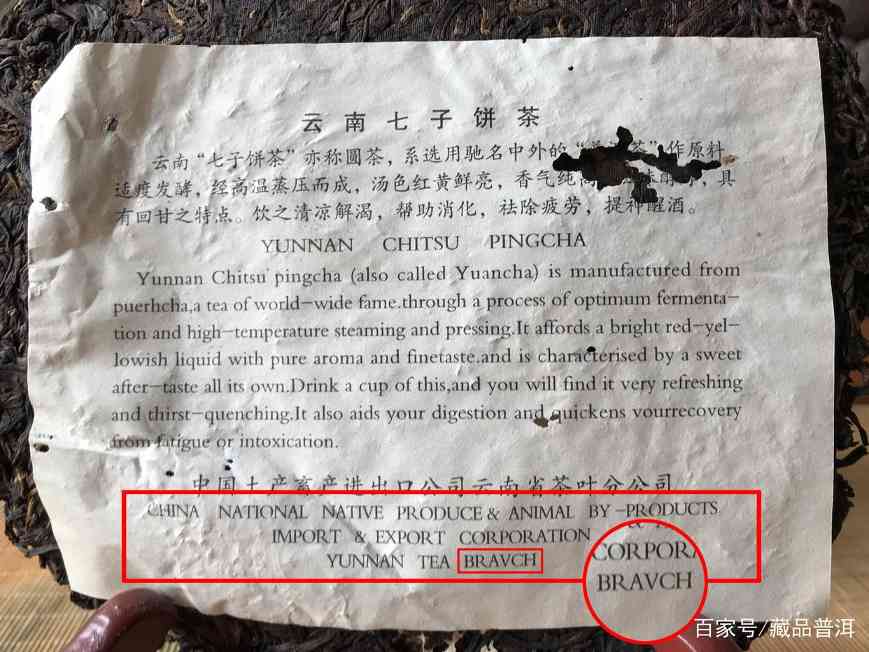 云南七子饼茶
云南“七子饼茶”亦称圆茶，系选用驰名中外的“茶”作原料
适度发酵，经高温蒸压而成，汤色红黄鲜亮，香气纯高味，具
有回甘之特点。饮之清凉解渴，帮助消化，祛除疲劳，提神醒酒。
YUNNAN CHITSU PINGCHA
Yunnan Chitsu pingcha (also called Yuancha) is manufactured from
puerhcha,a tea of world-wide fame.through a process of optimum fermenta-
tion and high-temperature steaming and pressing.It affords a bright red-yel-
lowish liquid with pure aroma and finetaste.and is characterised by a sweet
after-taste all its own.Drink a cup of this,and you will find it very refreshing
and thirst-quenching.It also aids your digestion and quickens vourrecovery
from fatigue or intoxication.
中国土产畜产进出口公司云南省茶叶分公司
CHINA NATIONAL NATIVE PRODUCE & ANIMAL BY-PRODUCTS
IMPORT & EXPORT CORPORATION
YUNNAN TEA BRAVCH
CORPORA
BRAVCH
百家号/藏品普洱